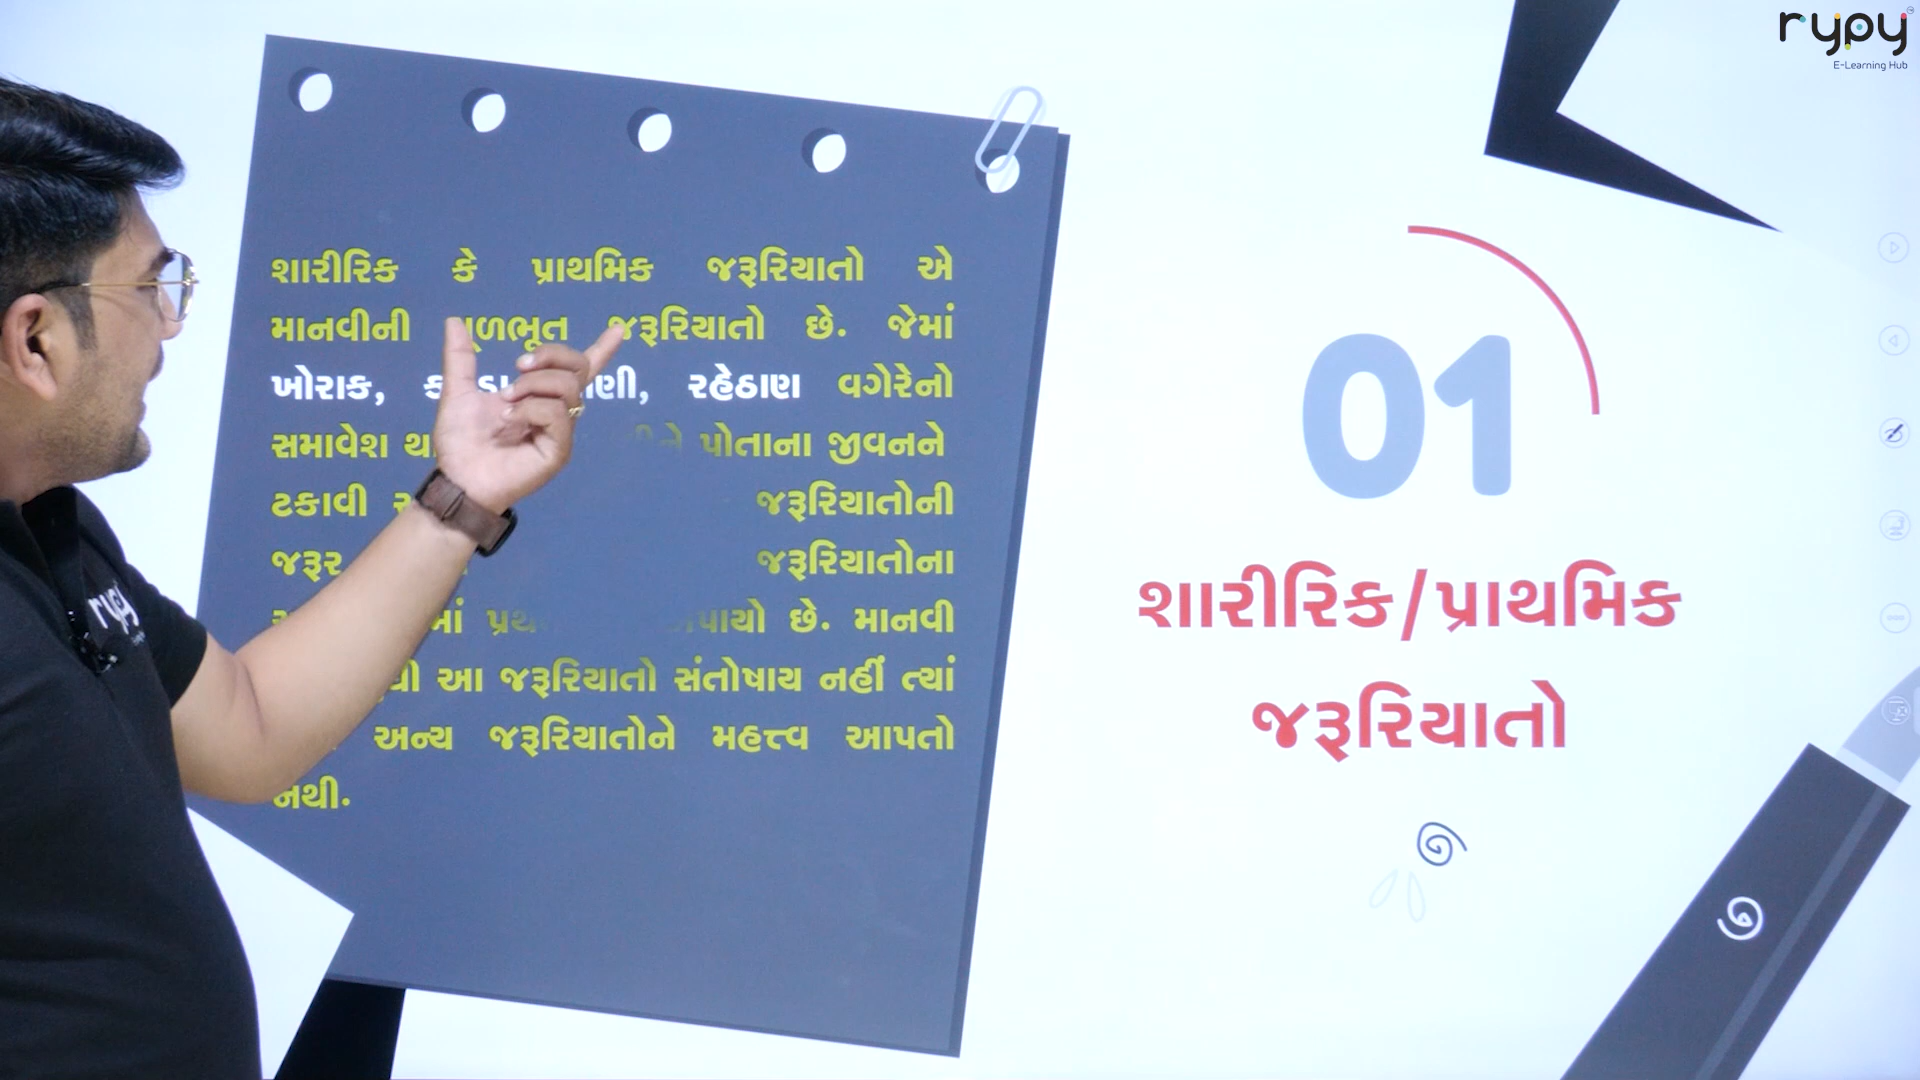 rypy
E-Learning Hub
શારીરિક કે પ્રાથમિક જરૂરિયાતો એ
માનવીની જરૂરિયાતો છે. જેમાં
ખોરાક, રહેઠાણ વગેરેનો
સમાવેશ પોતાના જીવનને
ટકાવી જરૂરિયાતોની
જરૂર જરૂરિયાતોના
છે. માનવી
આ જરૂરિયાતો સંતોષાય નહીં ત્યાં
અન્ય જરૂરિયાતોને મહત્ત્વ આપતો
નથી.
01
શારીરિક/પ્રાથમિક
જરૂરિયાતો
rypy